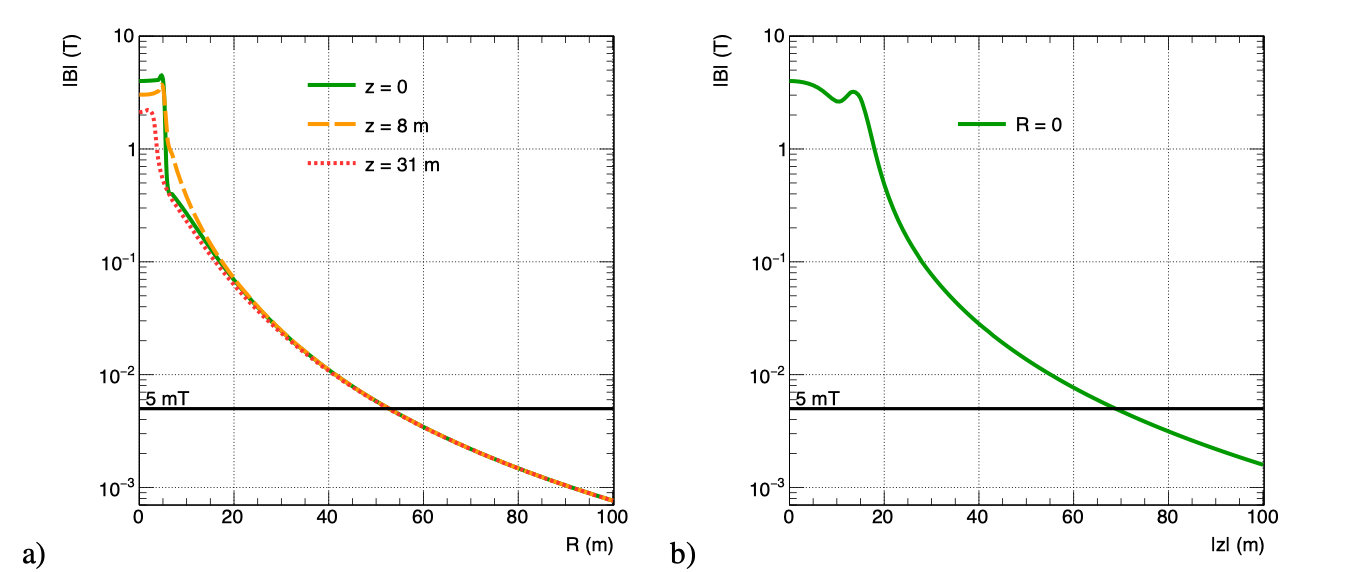 |B| (T)
10
1
10⁻¹
10⁻²
10⁻³
z = 0
z = 8 m
z = 31 m
5 mT
0 20 40 60 80 100
R (m)
a)
|B| (T)
10
1
10⁻¹
10⁻²
10⁻³
R = 0
5 mT
0 20 40 60 80 100
|z| (m)
b)